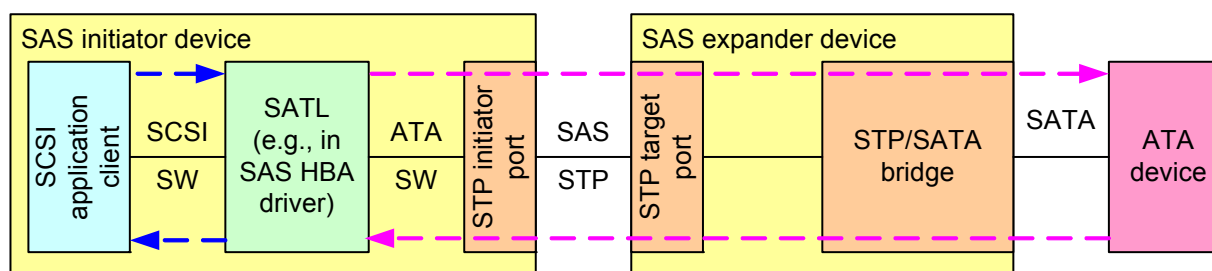 SAS initiator device
SCSI
application
client
SCSI
SW
SATL
(e.g., in
SAS HBA
driver)
ATA
SW
STP initiator
port
SAS
STP
SAS expander device
STP target
port
STP/SATA
bridge
SATA
ATA
device